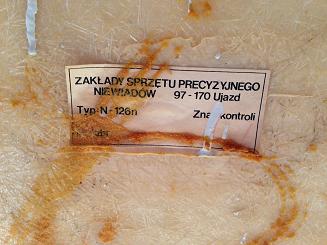 ZAKŁADY SPRZĘTU PRECYZYJNEGO
NIEWIADÓW 97-170 Ujazd
Typ N-126n Znak kontroli